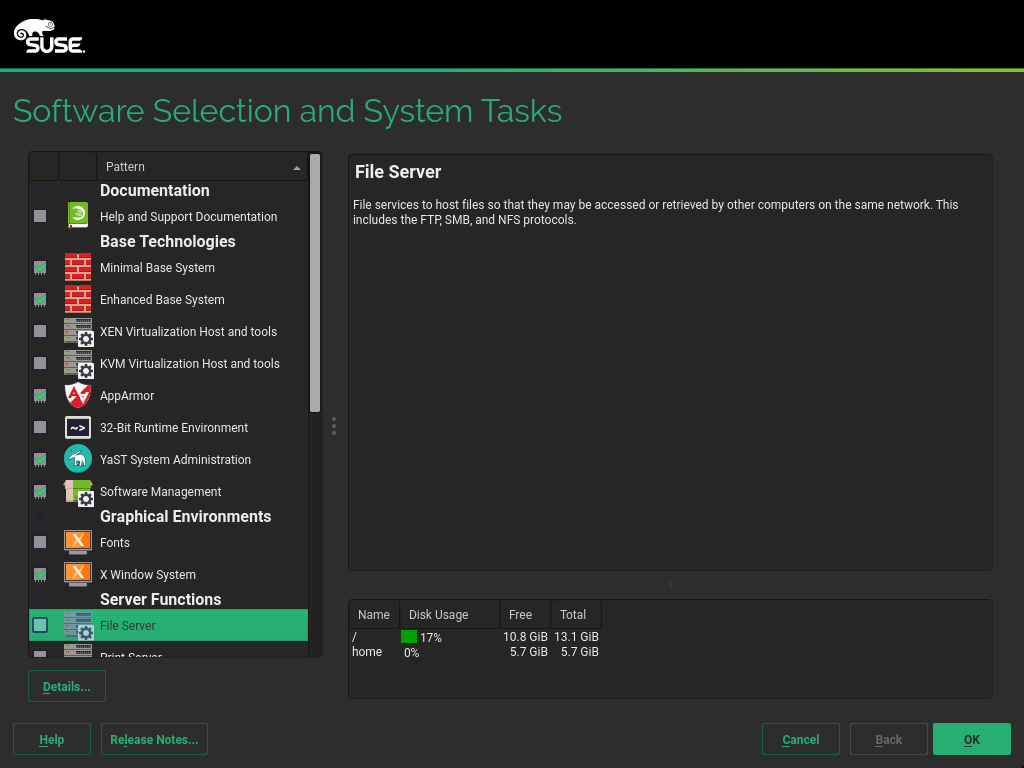 SUSE.
Software Selection and System Tasks
Pattern
Documentation
Help and Support Documentation
Base Technologies
Minimal Base System
Enhanced Base System
XEN Virtualization Host and tools
KVM Virtualization Host and tools
AppArmor
~>
32-Bit Runtime Environment
YaST System Administration
Software Management
Graphical Environments
X
Fonts
X
X Window System
Server Functions
File Server
Print Server
Details...
File Server
File services to host files so that they may be accessed or retrieved by other computers on the same network. This
includes the FTP, SMB, and NFS protocols.
Name Disk Usage Free Total
/ 17% 10.8 GiB 13.1 GiB
home 0% 5.7 GiB 5.7 GiB
Help
Release Notes...
Cancel
Back
OK